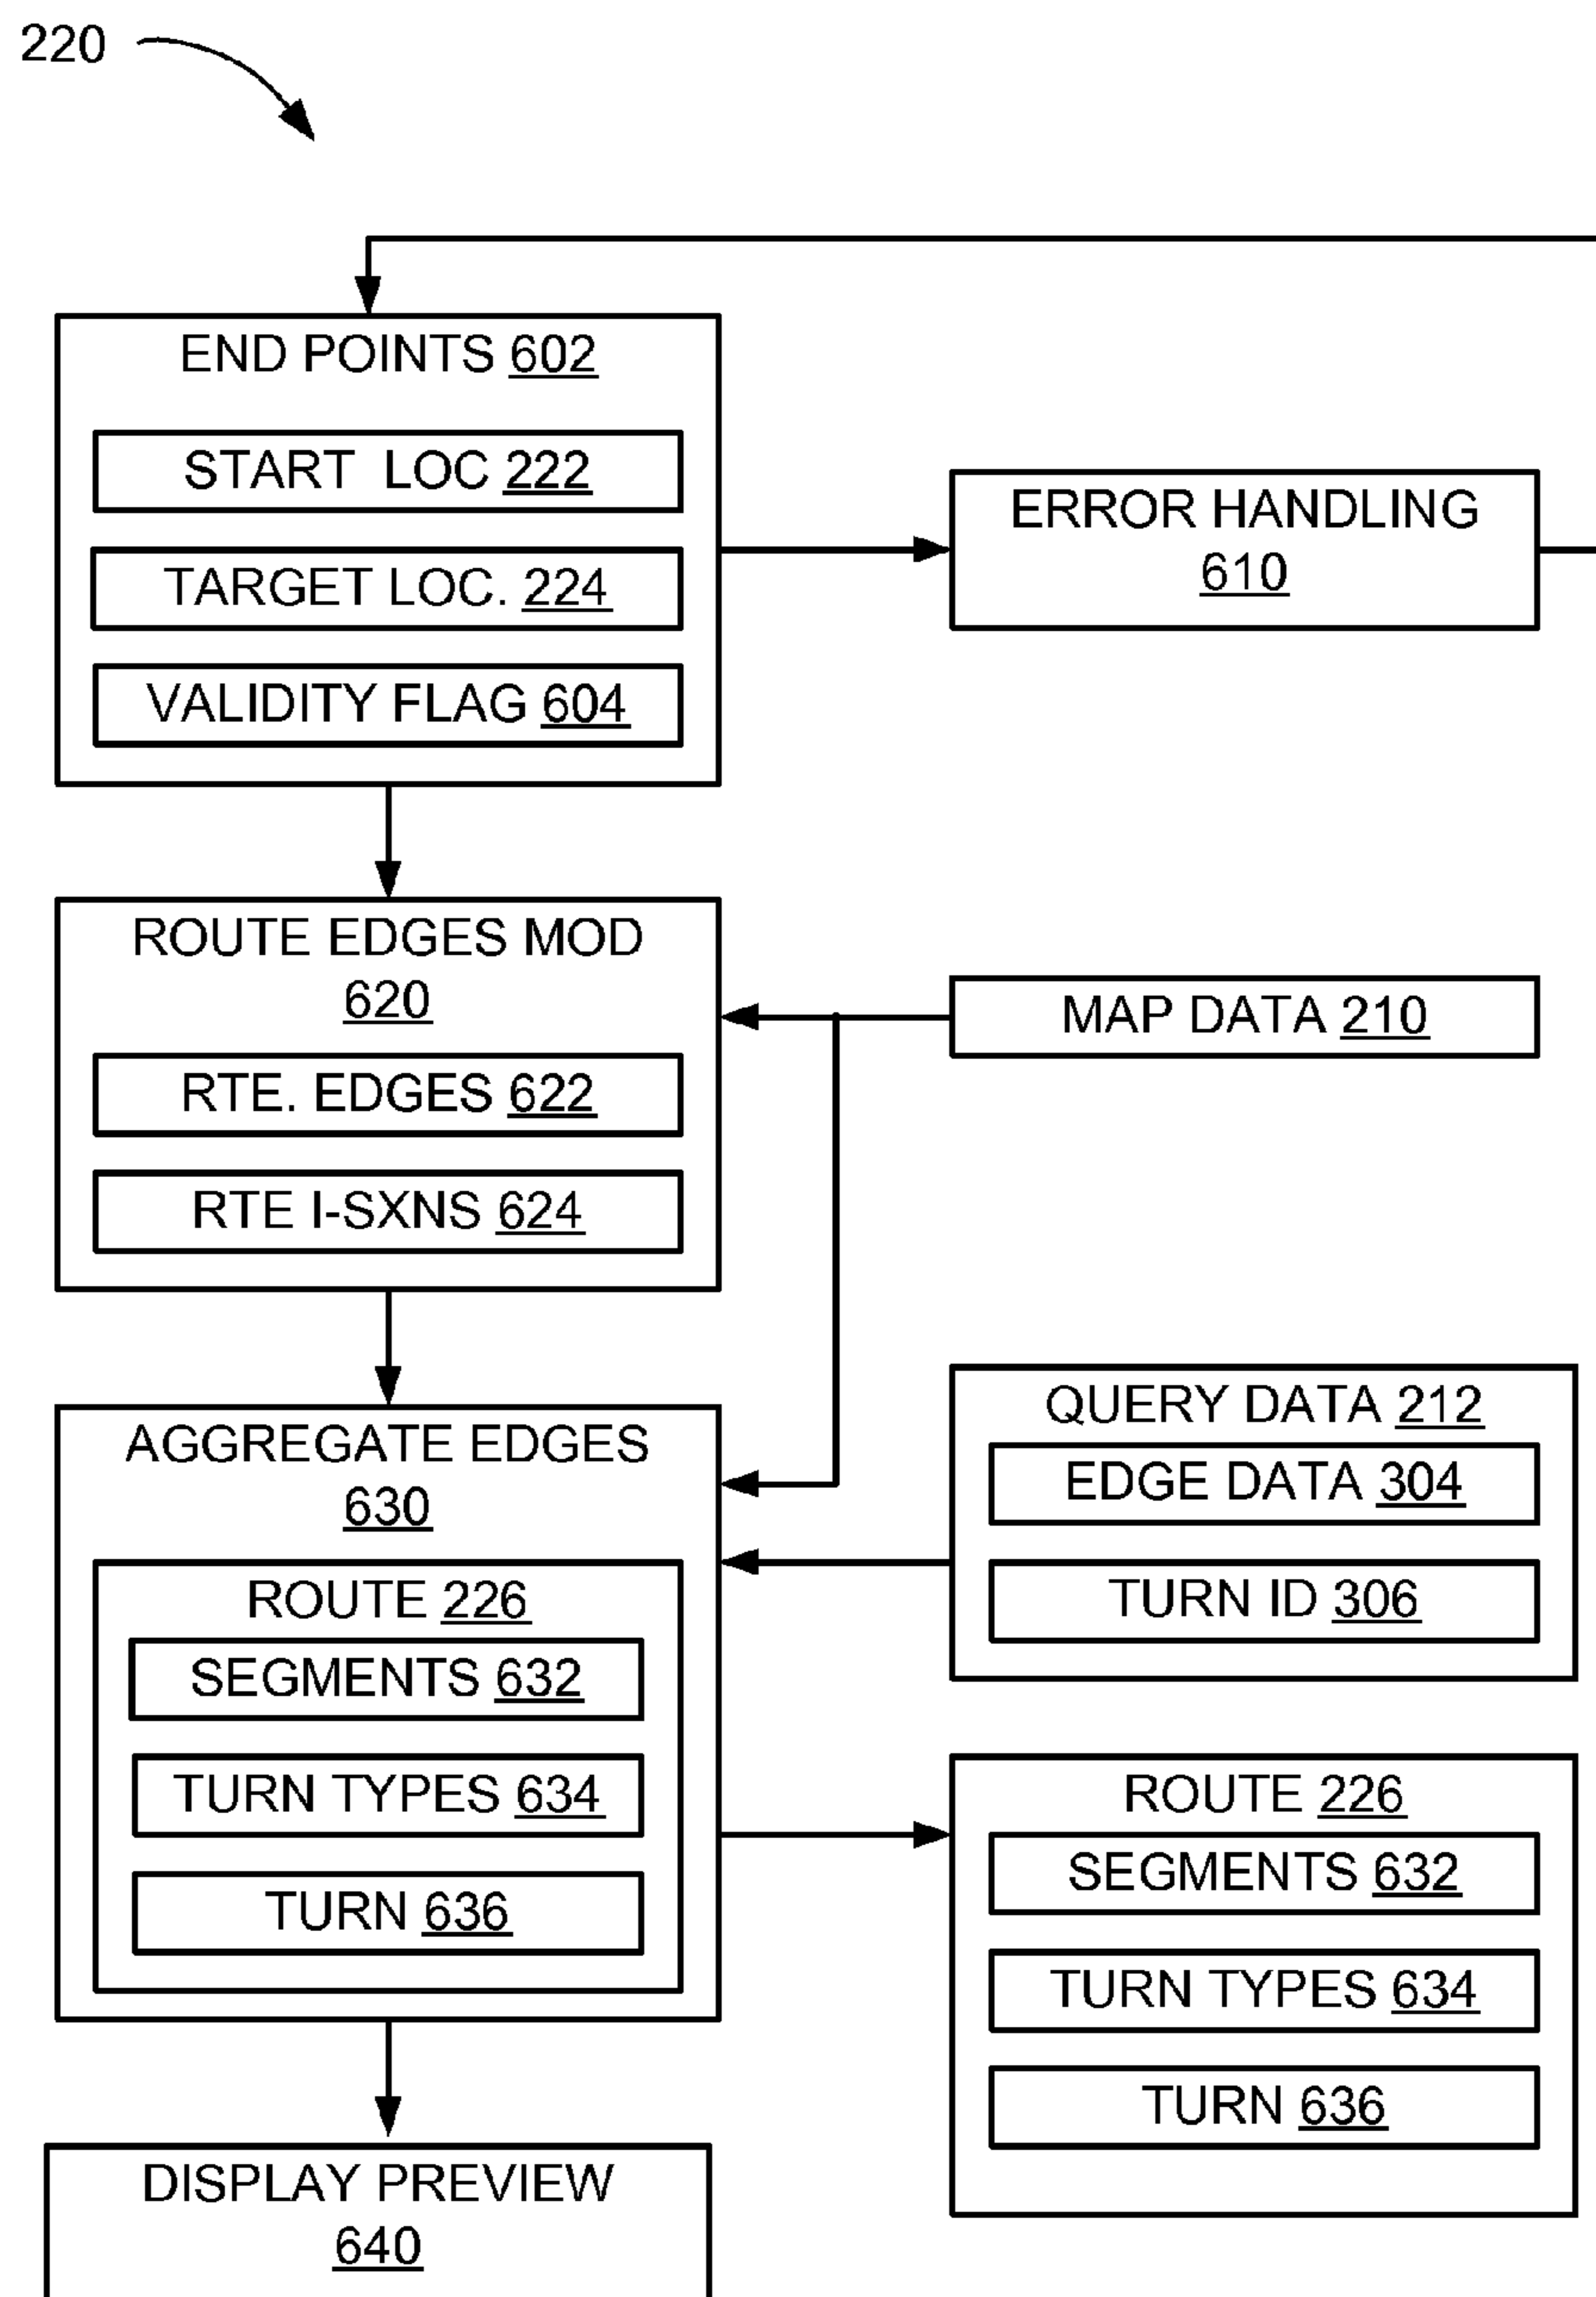 220
END POINTS 602
START LOC 222
TARGET LOC. 224
VALIDITY FLAG 604
ERROR HANDLING
610
ROUTE EDGES MOD
620
RTE. EDGES 622
RTE I-SXNS 624
MAP DATA 210
AGGREGATE EDGES
630
ROUTE 226
SEGMENTS 632
TURN TYPES 634
TURN 636
QUERY DATA 212
EDGE DATA 304
TURN ID 306
ROUTE 226
SEGMENTS 632
TURN TYPES 634
TURN 636
DISPLAY PREVIEW
640